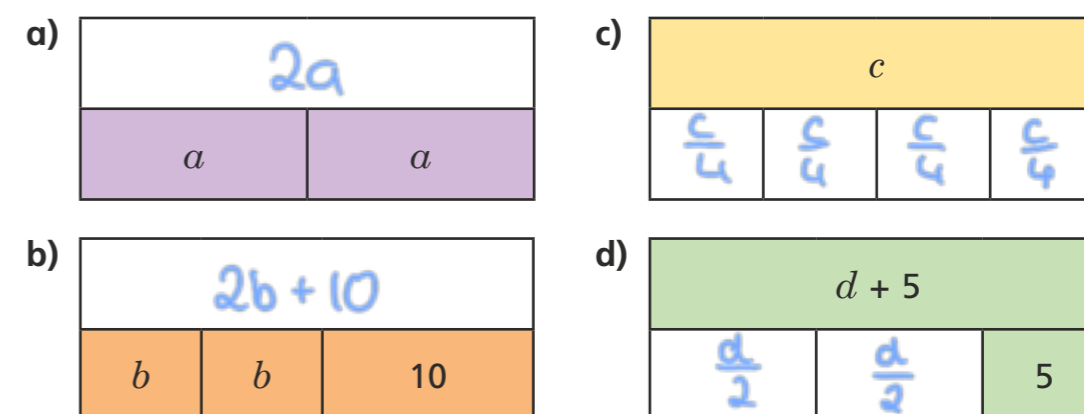 a) 2a
a a
b) 2b + 10
b b 10
c) c
c/4 c/4 c/4 c/4
d) d + 5
d/2 d/2 5